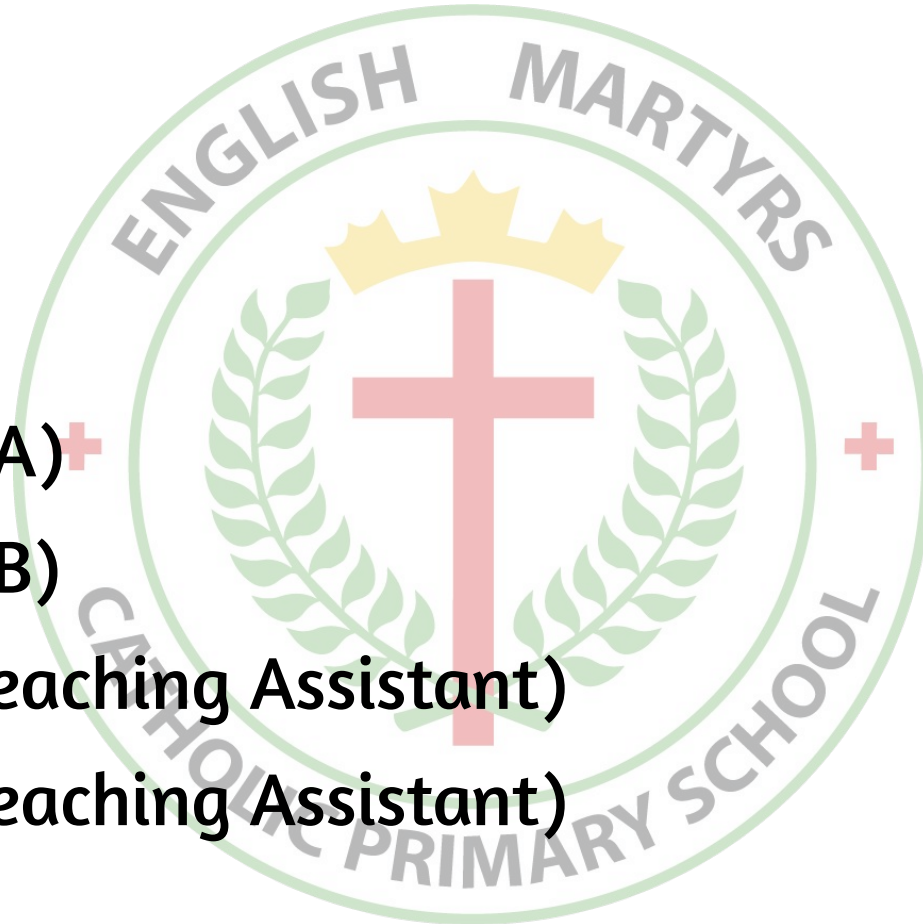 ENGLISH MARTYRS
A)
B)
eaching Assistant)
eaching Assistant)
CATHOLIC PRIMARY SCHOOL